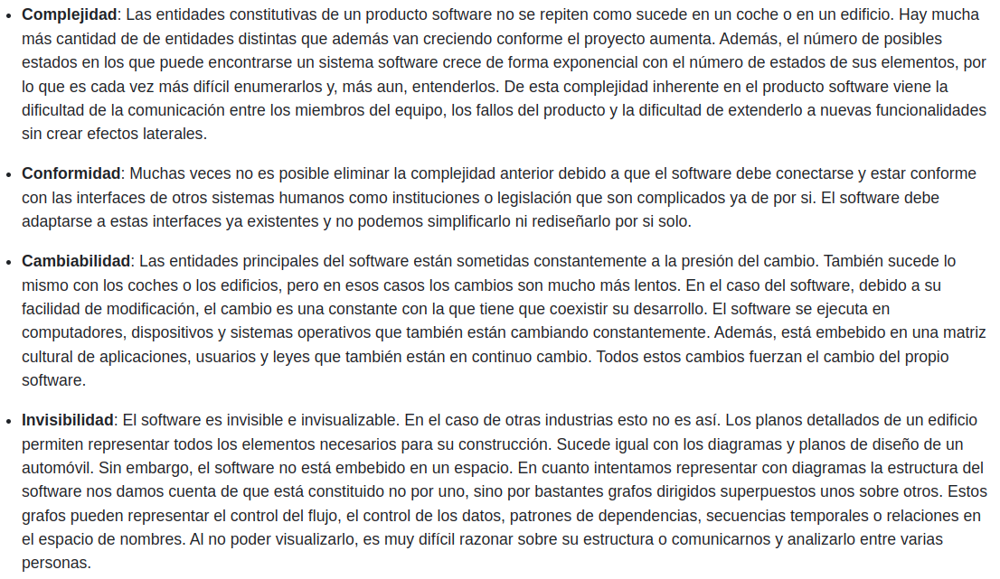 • Complejidad: Las entidades constitutivas de un producto software no se repiten como sucede en un coche o en un edificio. Hay mucha
más cantidad de de entidades distintas que además van creciendo conforme el proyecto aumenta. Además, el número de posibles
estados en los que puede encontrarse un sistema software crece de forma exponencial con el número de estados de sus elementos, por
lo que es cada vez más difícil enumerarlos y, más aun, entenderlos. De esta complejidad inherente en el producto software viene la
dificultad de la comunicación entre los miembros del equipo, los fallos del producto y la dificultad de extenderlo a nuevas funcionalidades
sin crear efectos laterales.
• Conformidad: Muchas veces no es posible eliminar la complejidad anterior debido a que el software debe conectarse y estar conforme
con las interfaces de otros sistemas humanos como instituciones o legislación que son complicados ya de por si. El software debe
adaptarse a estas interfaces ya existentes y no podemos simplificarlo ni rediseñarlo por si solo.
• Cambiabilidad: Las entidades principales del software están sometidas constantemente a la presión del cambio. También sucede lo
mismo con los coches o los edificios, pero en esos casos los cambios son mucho más lentos. En el caso del software, debido a su
facilidad de modificación, el cambio es una constante con la que tiene que coexistir su desarrollo. El software se ejecuta en
computadores, dispositivos y sistemas operativos que también están cambiando constantemente. Además, está embebido en una matriz
cultural de aplicaciones, usuarios y leyes que también están en continuo cambio. Todos estos cambios fuerzan el cambio del propio
software.
• Invisibilidad: El software es invisible e invisualizable. En el caso de otras industrias esto no es así. Los planos detallados de un edificio
permiten representar todos los elementos necesarios para su construcción. Sucede igual con los diagramas y planos de diseño de un
automóvil. Sin embargo, el software no está embebido en un espacio. En cuanto intentamos representar con diagramas la estructura del
software nos damos cuenta de que está constituido no por uno, sino por bastantes grafos dirigidos superpuestos unos sobre otros. Estos
grafos pueden representar el control del flujo, el control de los datos, patrones de dependencias, secuencias temporales o relaciones en
el espacio de nombres. Al no poder visualizarlo, es muy difícil razonar sobre su estructura o comunicarnos y analizarlo entre varias
personas.